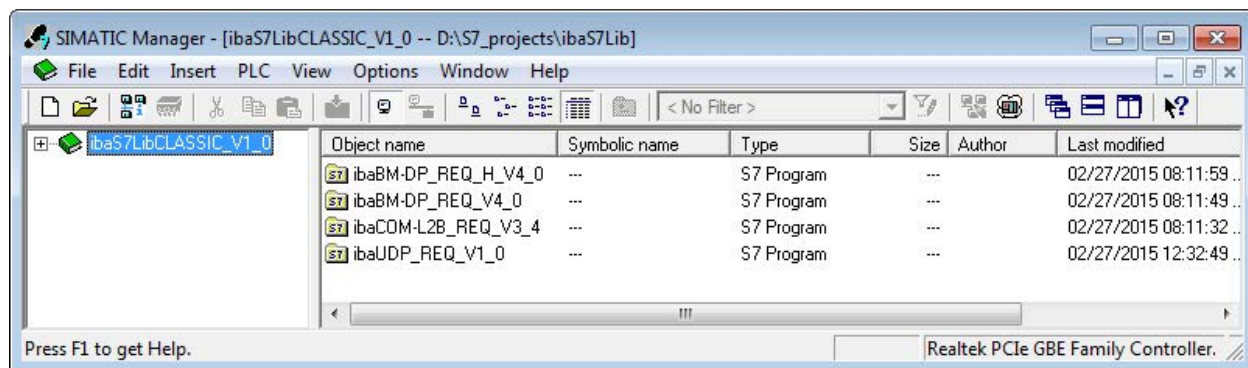 SIMATIC Manager - [ibaS7LibCLASSIC_V1_0 -- D:\S7_projects\ibaS7Lib]
File Edit Insert PLC View Options Window Help
< No Filter >
ibaS7LibCLASSIC_V1_0
Object name Symbolic name Type Size Author Last modified
ibaBM-DP_REQ_H_V4_0 --- S7 Program --- 02/27/2015 08:11:59 ..
ibaBM-DP_REQ_V4_0 --- S7 Program --- 02/27/2015 08:11:49 ..
ibaCOM-L2B_REQ_V3_4 --- S7 Program --- 02/27/2015 08:11:32 ..
ibaUDP_REQ_V1_0 --- S7 Program --- 02/27/2015 12:32:49 ..
Press F1 to get Help. Realtek PCIe GBE Family Controller.